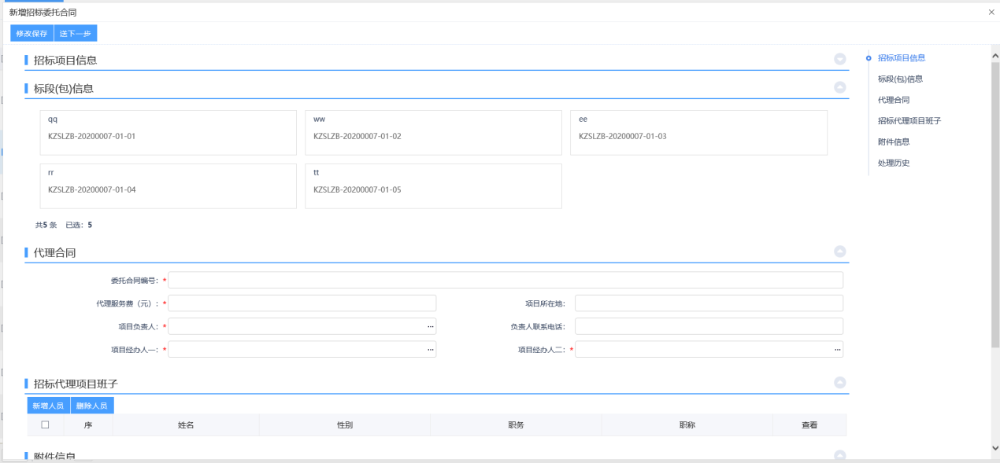 新增招标委托合同
修改保存 送下一步
招标项目信息
标段(包)信息
qq ww ee
KZSLZB-20200007-01-01 KZSLZB-20200007-01-02 KZSLZB-20200007-01-03
rr tt
KZSLZB-20200007-01-04 KZSLZB-20200007-01-05
共5 条 已选: 5
代理合同
委托合同编号: *
代理服务费（元）: * 项目所在地:
项目负责人: * ... 负责人联系电话:
项目经办人一: * ... 项目经办人二: * ...
招标代理项目班子
新增人员 删除人员
序 姓名 性别 职务 职称 查看
附件信息
招标项目信息
标段(包)信息
代理合同
招标代理项目班子
附件信息
处理历史